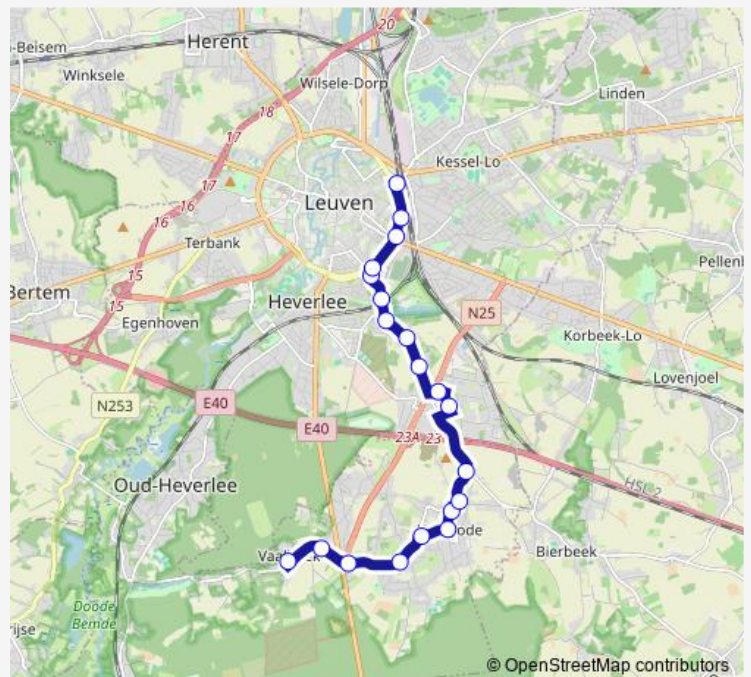 20
Herent
-Beisem
Winksele
Wilsele-Dorp
Linden
18
17
Kessel-Lo
17
16
16
Leuven
Terbank
Pellenb
15
Bertem
15
Heverlee
N25
Egenhoven
Korbeek-Lo
Lovenjoel
N253
E40
E40
23A
23
HSL 2
Oud-Heverlee
Bierbeek
Doode
Bemde
rijse
© OpenStreetMap contributors